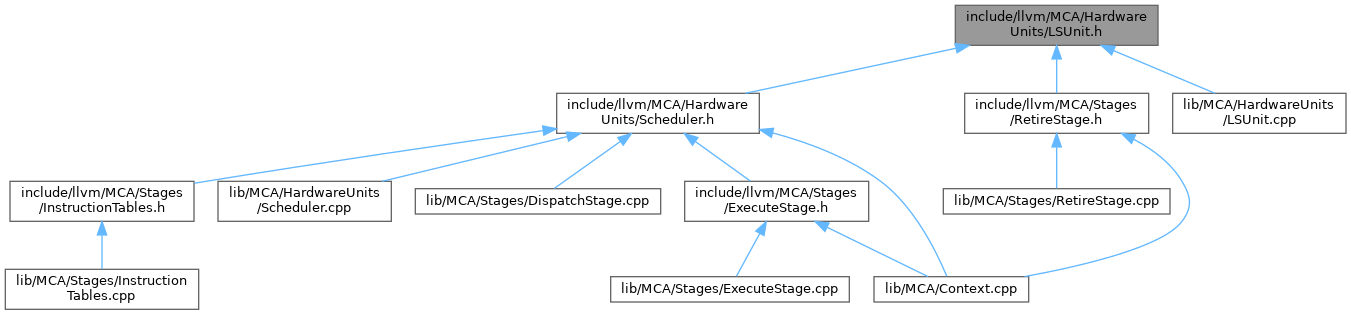 include/llvm/MCA/Hardware
Units/LSUnit.h
include/llvm/MCA/Hardware
Units/Scheduler.h
include/llvm/MCA/Stages
/RetireStage.h
lib/MCA/HardwareUnits
/LSUnit.cpp
include/llvm/MCA/Stages
/InstructionTables.h
lib/MCA/HardwareUnits
/Scheduler.cpp
lib/MCA/Stages/DispatchStage.cpp
include/llvm/MCA/Stages
/ExecuteStage.h
lib/MCA/Stages/RetireStage.cpp
lib/MCA/Stages/Instruction
Tables.cpp
lib/MCA/Stages/ExecuteStage.cpp
lib/MCA/Context.cpp